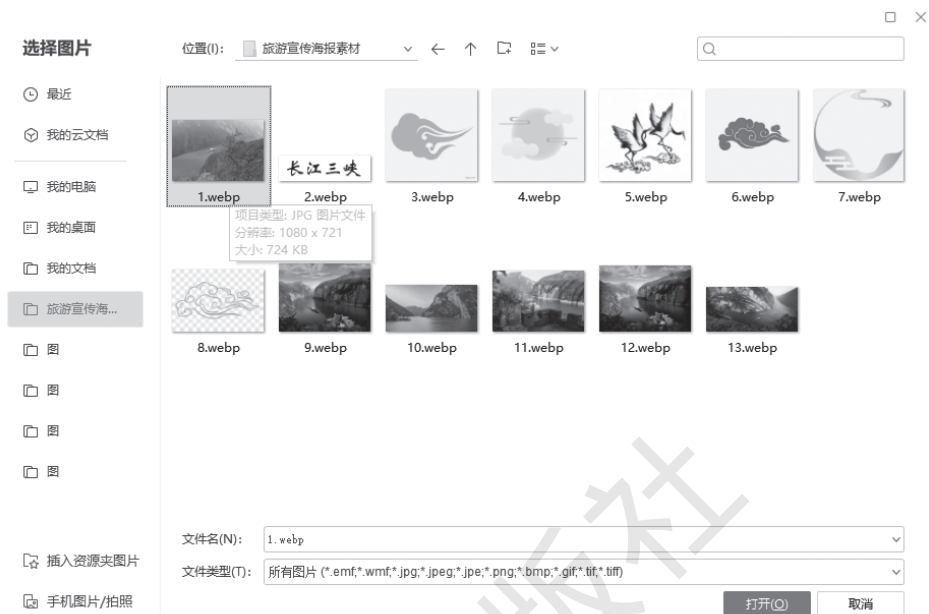 选择图片
位置(I): 旅游宣传海报素材
最近
我的云文档
我的电脑
我的桌面
我的文档
旅游宣传海...
图
图
图
图
插入资源夹图片
手机图片/拍照
长江三峡
1.webp 2.webp 3.webp 4.webp 5.webp 6.webp 7.webp
项目类型: JPG 图片文件
分辨率: 1080 x 721
大小: 724 KB
8.webp 9.webp 10.webp 11.webp 12.webp 13.webp
文件名(N): 1.webp
文件类型(T): 所有图片 (*.emf;*.wmf;*.jpg;*.jpeg;*.jpe;*.png;*.bmp;*.gif;*.tif;*.tiff)
打开(O) 取消
版社